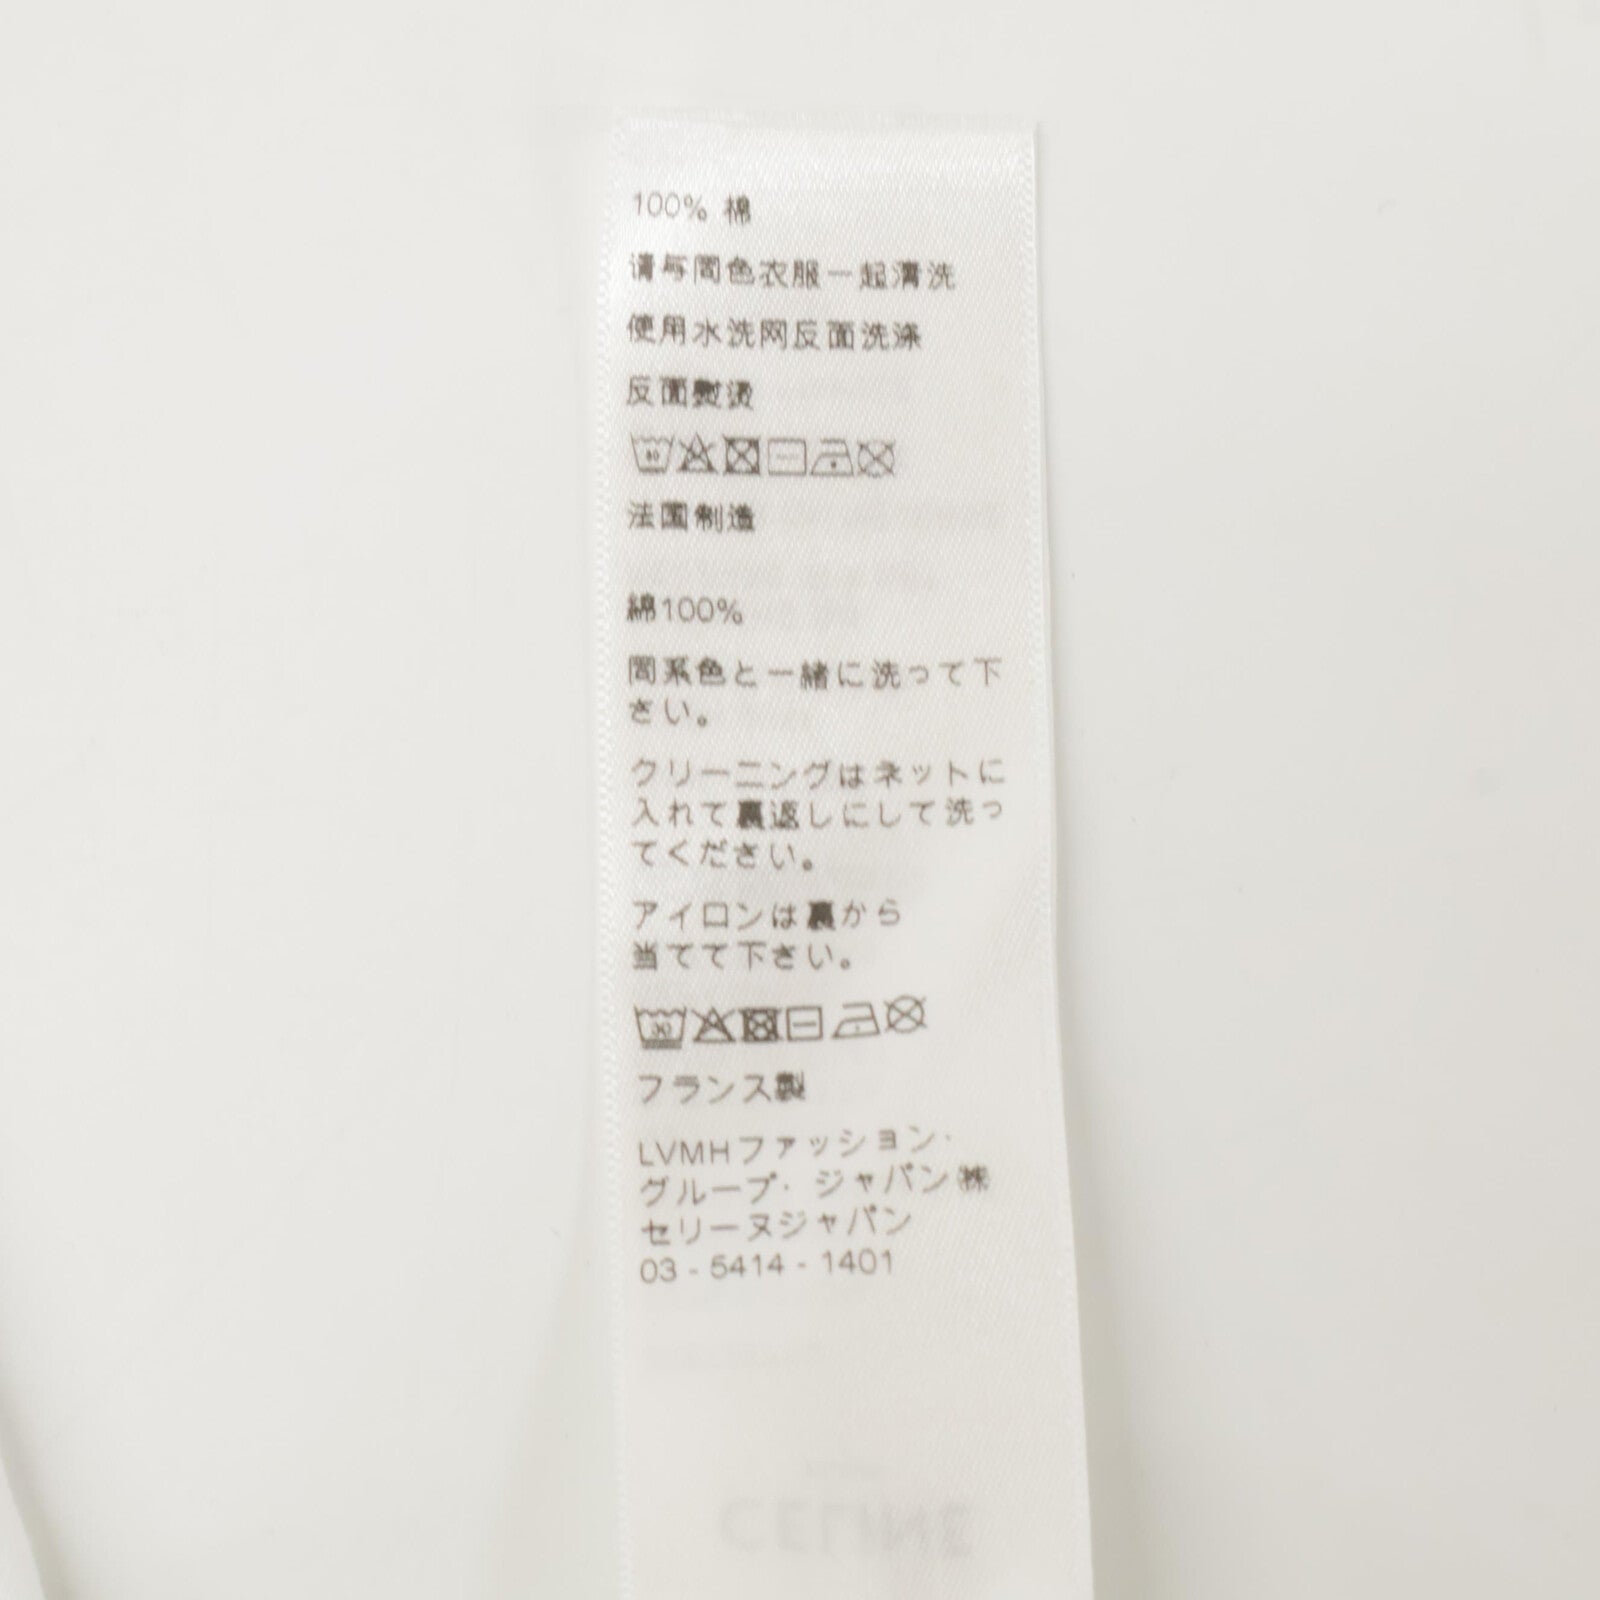 100% 棉
请与同色衣服一起清洗
使用水洗网反面洗涤
反面熨烫
法国制造
綿100%
同系色と一緒に洗って下
さい。
クリーニングはネットに
入れて裏返しにして洗っ
てください。
アイロンは裏から
当てて下さい。
30
フランス製
LVMHファッション·
グループ· ジャパン㈱
セリーヌジャパン
03 - 5414 - 1401
CELINE